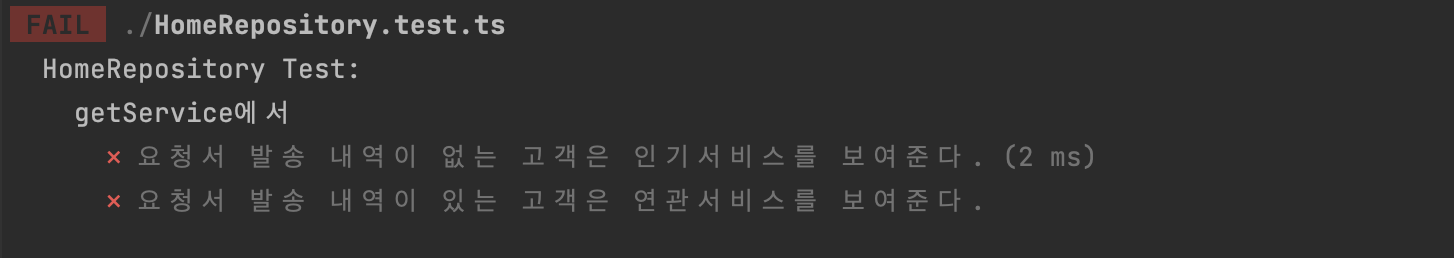 FAIL ./HomeRepository.test.ts
HomeRepository Test:
getService에서
× 요청서 발송 내역이 없는 고객은 인기서비스를 보여준다. (2 ms)
× 요청서 발송 내역이 있는 고객은 연관서비스를 보여준다.